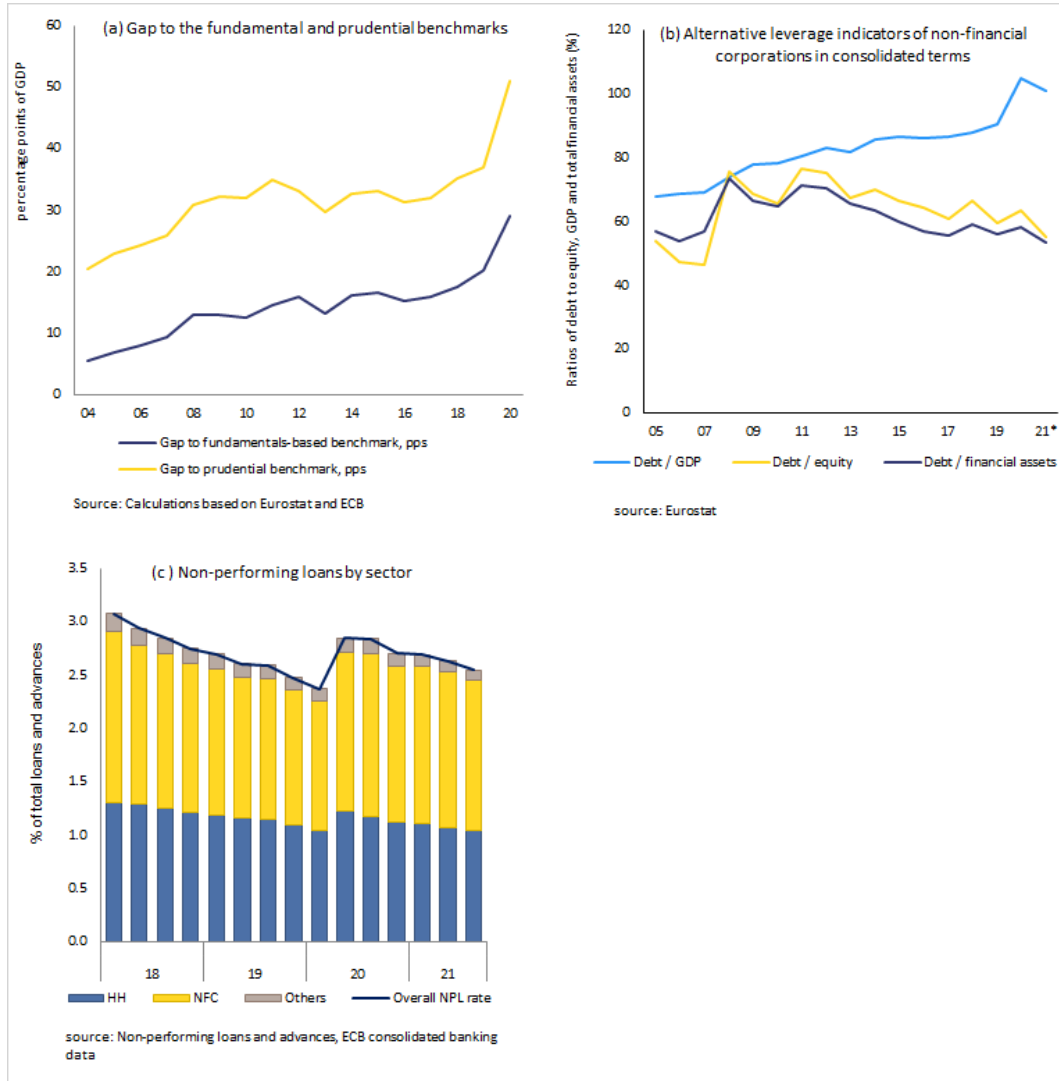 (a) Gap to the fundamental and prudential benchmarks
percentage points of GDP
60
50
40
30
20
10
0
04 06 08 10 12 14 16 18 20
Gap to fundamentals-based benchmark, pps
Gap to prudential benchmark, pps
Source: Calculations based on Eurostat and ECB
(b) Alternative leverage indicators of non-financial
corporations in consolidated terms
Ratios of debt to equity, GDP and total financial assets (%)
120
100
80
60
40
20
0
05 07 09 11 13 15 17 19 21*
Debt / GDP Debt / equity Debt / financial assets
source: Eurostat
(c ) Non-performing loans by sector
% of total loans and advances
3.5
3.0
2.5
2.0
1.5
1.0
0.5
0.0
18 19 20 21
HH NFC Others Overall NPL rate
source: Non-performing loans and advances, ECB consolidated banking
data